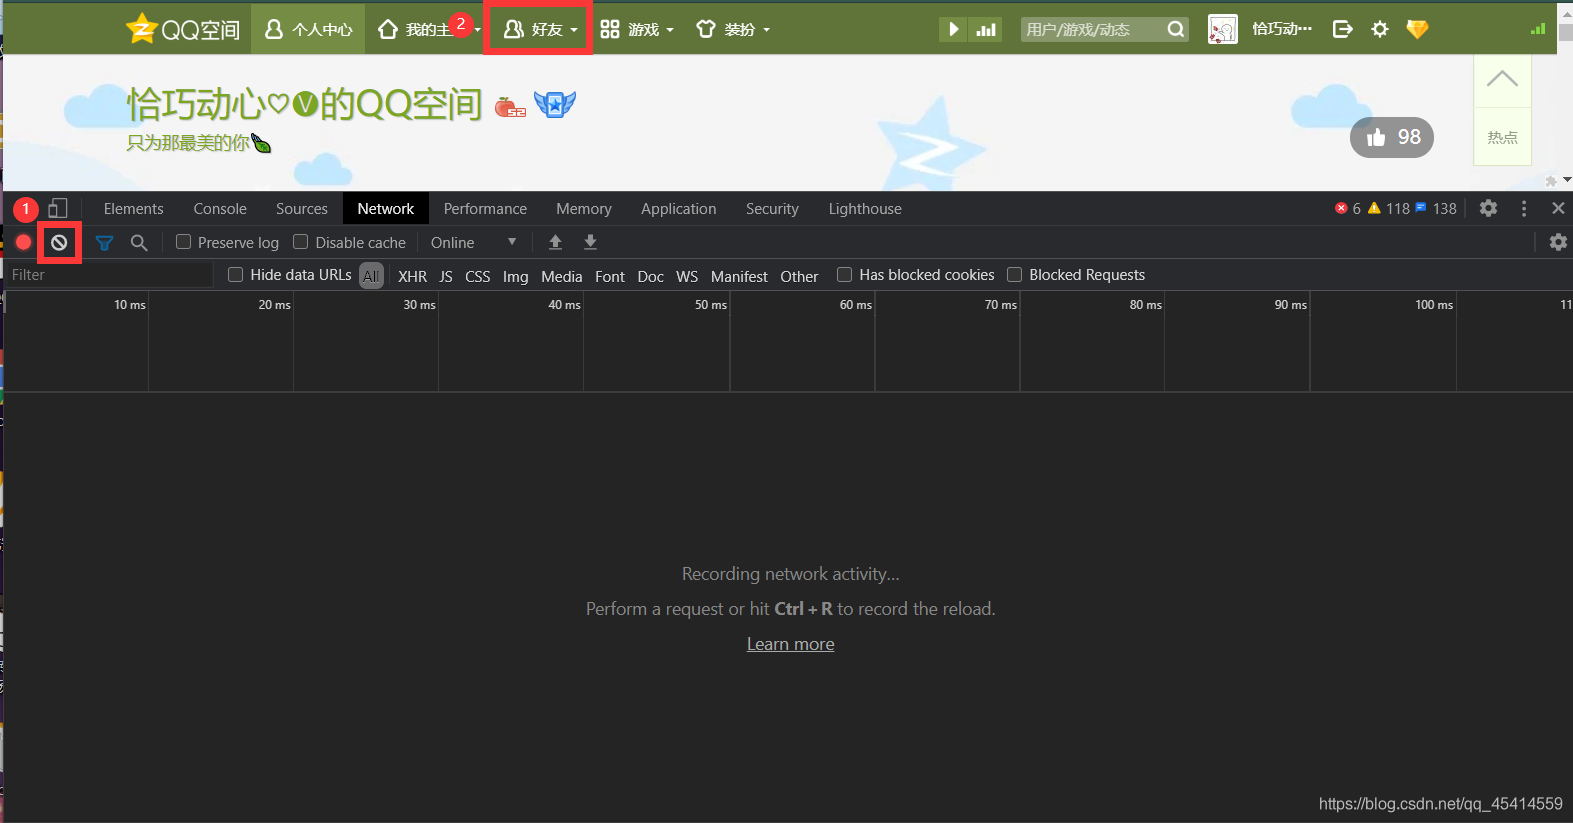 QQ空间 个人中心 我的主 2 好友 游戏 装扮 用户/游戏/动态 恰巧动···
恰巧动心♡Ⓥ的QQ空间 52
只为那最美的你
98
热点
1 Elements Console Sources Network Performance Memory Application Security Lighthouse 6 118 138
Preserve log Disable cache Online
Filter Hide data URLs All XHR JS CSS Img Media Font Doc WS Manifest Other Has blocked cookies Blocked Requests
10 ms 20 ms 30 ms 40 ms 50 ms 60 ms 70 ms 80 ms 90 ms 100 ms 11
Recording network activity...
Perform a request or hit Ctrl + R to record the reload.
Learn more
https://blog.csdn.net/qq_45414559